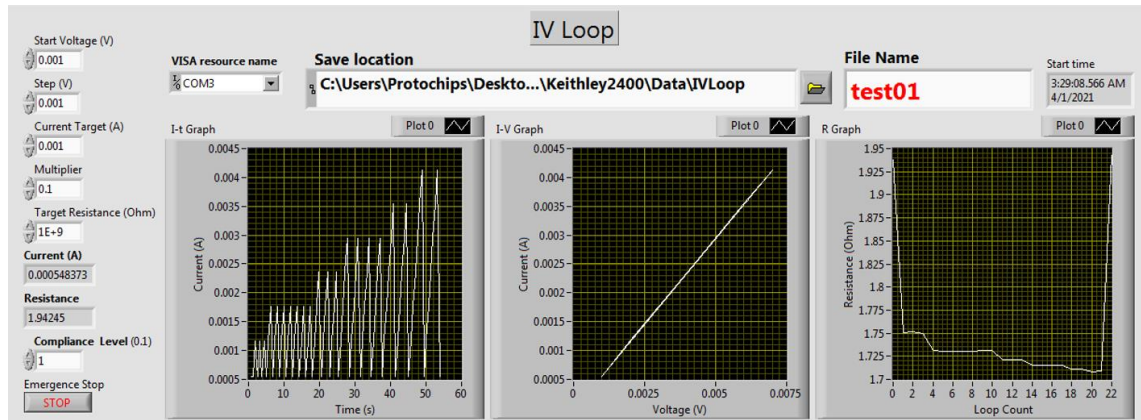 IV Loop
Start Voltage (V)
0.001
Step (V)
0.001
Current Target (A)
0.001
Multiplier
0.1
Target Resistance (Ohm)
1E+9
Current (A)
0.000548373
Resistance
1.94245
Compliance Level (0.1)
1
Emergence Stop
STOP
VISA resource name
COM3
Save location
C:\Users\Protochips\Deskto...\Keithley2400\Data\IVLoop
File Name
test01
Start time
3:29:08.566 AM
4/1/2021
I-t Graph
Plot 0
Current (A)
0.0045
0.004
0.0035
0.003
0.0025
0.002
0.0015
0.001
0.0005
0 10 20 30 40 50 60
Time (s)
I-V Graph
Plot 0
Current (A)
0.0045
0.004
0.0035
0.003
0.0025
0.002
0.0015
0.001
0.0005
0 0.0025 0.005 0.0075
Voltage (V)
R Graph
Plot 0
Resistance (Ohm)
1.95
1.925
1.9
1.875
1.85
1.825
1.8
1.775
1.75
1.725
1.7
0 2 4 6 8 10 12 14 16 18 20 22
Loop Count